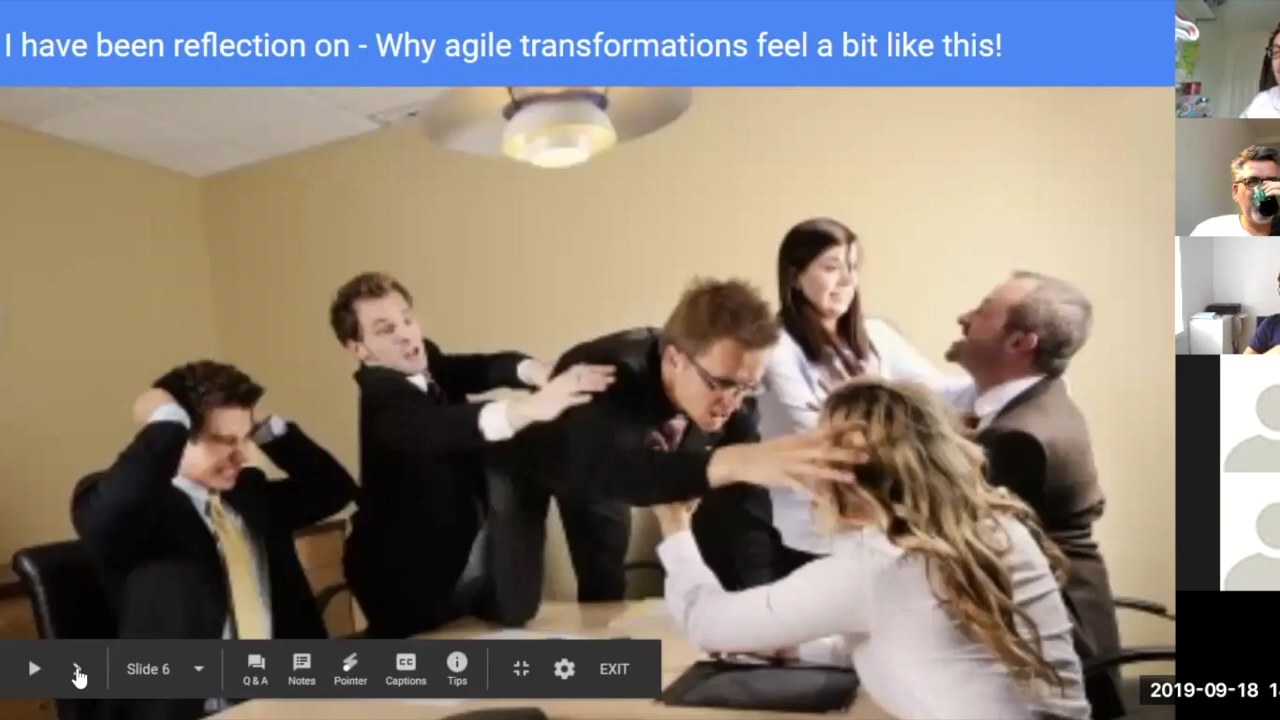 I have been reflection on - Why agile transformations feel a bit like this!
Slide 6
Q & A
Notes
Pointer
Captions
Tips
EXIT
2019-09-18